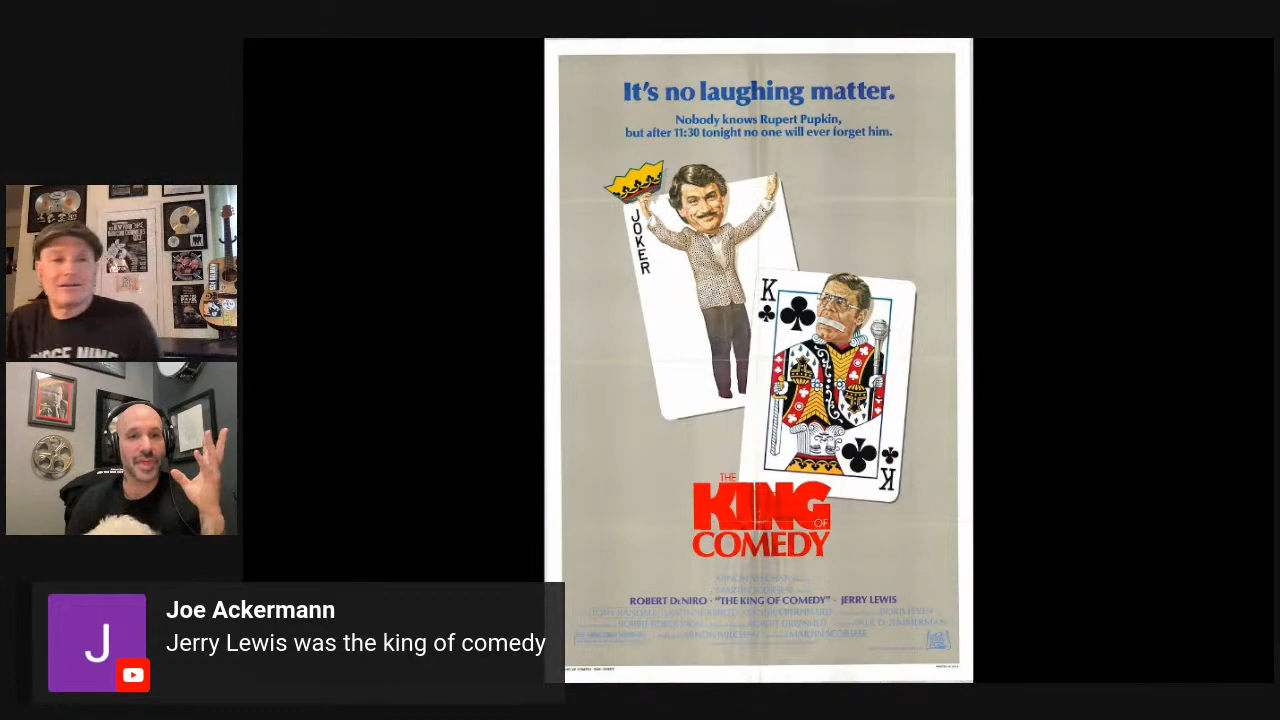 It's no laughing matter.
Nobody knows Rupert Pupkin,
but after 11:30 tonight no one will ever forget him.
JOKER
K
K
THE
KING
OF
COMEDY
ROBERT DeNIRO · "THE KING OF COMEDY" · JERRY LEWIS
MARTIN SCORSESE
J
Joe Ackermann
Jerry Lewis was the king of comedy